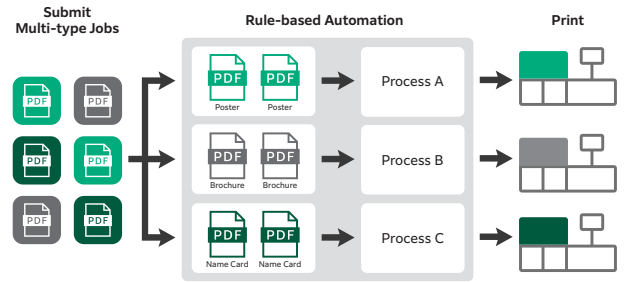 Submit
Multi-type Jobs
Rule-based Automation
Print
PDF
PDF
PDF
PDF
PDF
PDF
PDF
Poster
PDF
Poster
Process A
PDF
Brochure
PDF
Brochure
Process B
PDF
Name Card
PDF
Name Card
Process C